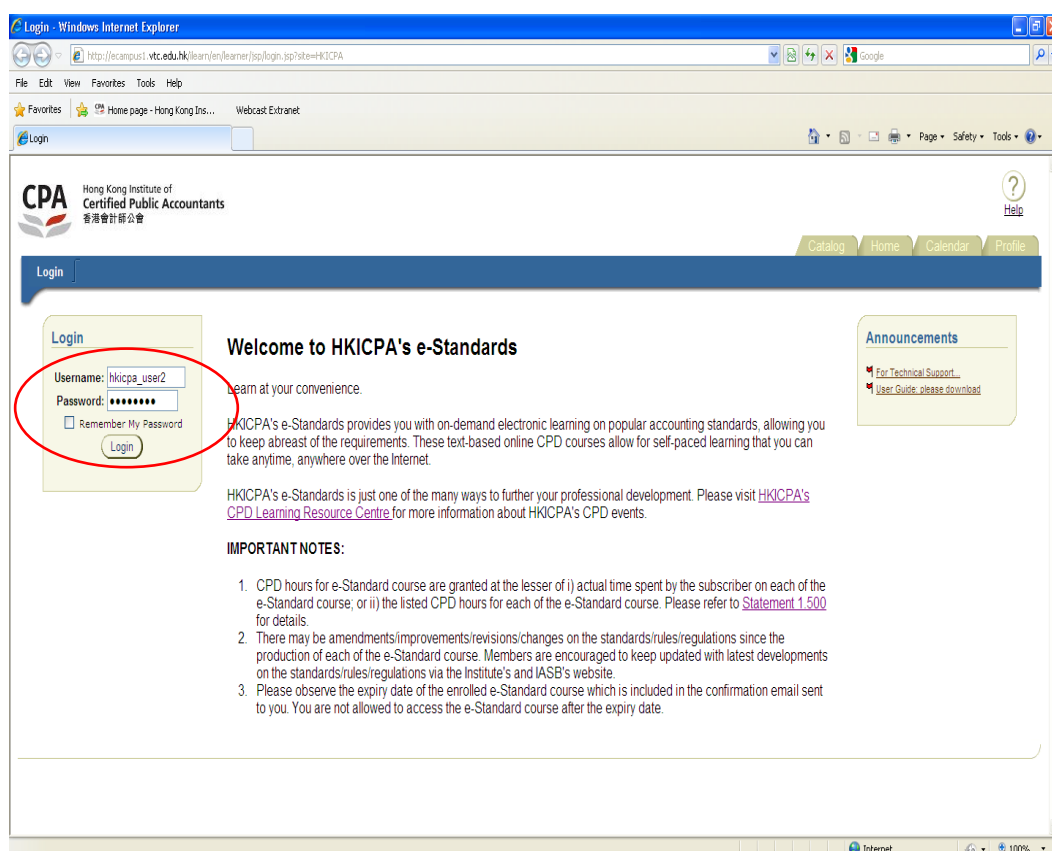 Login - Windows Internet Explorer
http://ecampus1.vtc.edu.hk/ilearn/en/learner/jsp/login.jsp?site=HKICPA
Google
File Edit View Favorites Tools Help
Favorites
Home page - Hong Kong Ins...
Webcast Extranet
Login
Page Safety Tools
CPA
Hong Kong Institute of
Certified Public Accountants
香港會計師公會
?
Help
Catalog Home Calendar Profile
Login
Login
Username: hkicpa_user2
Password: ••••••••
Remember My Password
Login
Welcome to HKICPA's e-Standards
Learn at your convenience.
HKICPA's e-Standards provides you with on-demand electronic learning on popular accounting standards, allowing you
to keep abreast of the requirements. These text-based online CPD courses allow for self-paced learning that you can
take anytime, anywhere over the Internet.
HKICPA's e-Standards is just one of the many ways to further your professional development. Please visit HKICPA's
CPD Learning Resource Centre for more information about HKICPA's CPD events.
IMPORTANT NOTES:
1. CPD hours for e-Standard course are granted at the lesser of i) actual time spent by the subscriber on each of the
e-Standard course; or ii) the listed CPD hours for each of the e-Standard course. Please refer to Statement 1.500
for details.
2. There may be amendments/improvements/revisions/changes on the standards/rules/regulations since the
production of each of the e-Standard course. Members are encouraged to keep updated with latest developments
on the standards/rules/regulations via the Institute's and IASB's website.
3. Please observe the expiry date of the enrolled e-Standard course which is included in the confirmation email sent
to you. You are not allowed to access the e-Standard course after the expiry date.
Announcements
For Technical Support...
User Guide: please download
Internet
100%